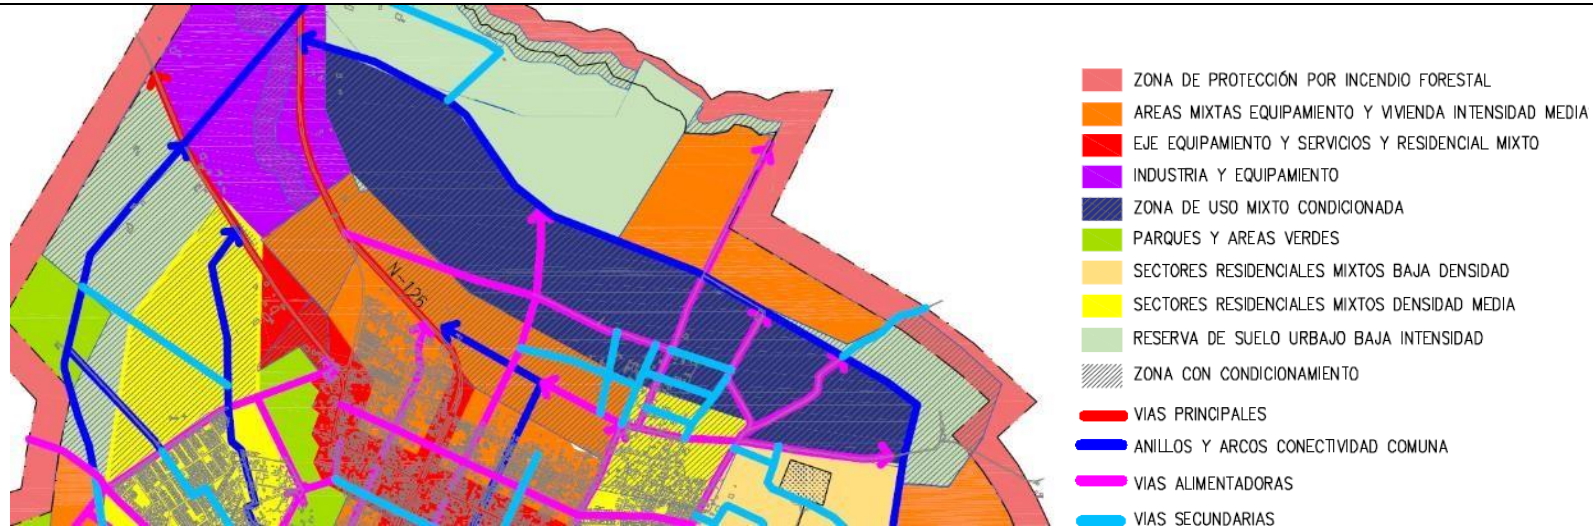 N-126
ZONA DE PROTECCIÓN POR INCENDIO FORESTAL
AREAS MIXTAS EQUIPAMIENTO Y VIVIENDA INTENSIDAD MEDIA
EJE EQUIPAMIENTO Y SERVICIOS Y RESIDENCIAL MIXTO
INDUSTRIA Y EQUIPAMIENTO
ZONA DE USO MIXTO CONDICIONADA
PARQUES Y AREAS VERDES
SECTORES RESIDENCIALES MIXTOS BAJA DENSIDAD
SECTORES RESIDENCIALES MIXTOS DENSIDAD MEDIA
RESERVA DE SUELO URBAJO BAJA INTENSIDAD
ZONA CON CONDICIONAMIENTO
VIAS PRINCIPALES
ANILLOS Y ARCOS CONECTIVIDAD COMUNA
VIAS ALIMENTADORAS
VIAS SECUNDARIAS